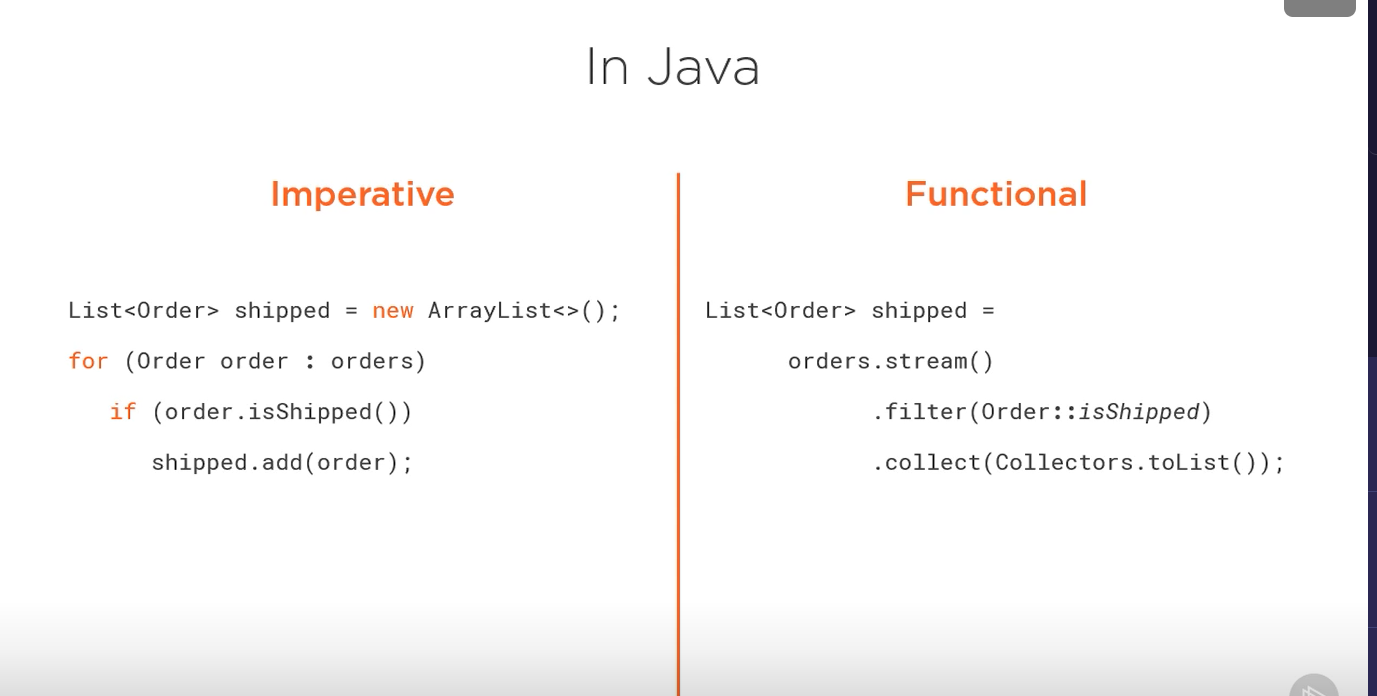 In Java
Imperative
List<Order> shipped = new ArrayList<>();
for (Order order : orders)
if (order.isShipped())
shipped.add(order);
Functional
List<Order> shipped =
orders.stream()
.filter(Order::isShipped)
.collect(Collectors.toList());